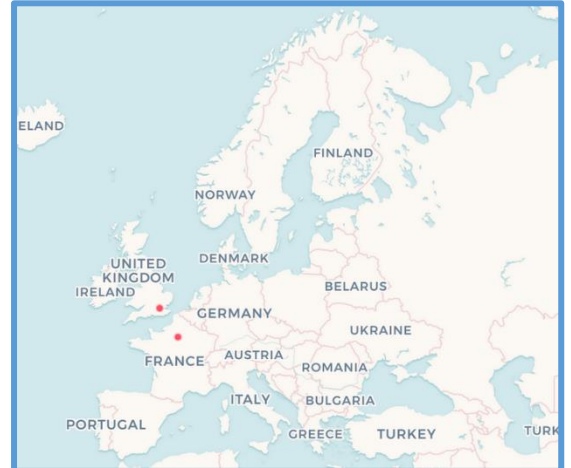 ELAND
FINLAND
NORWAY
DENMARK
UNITED
KINGDOM
IRELAND
BELARUS
GERMANY
UKRAINE
AUSTRIA
FRANCE
ROMANIA
ITALY
BULGARIA
PORTUGAL
GREECE
TURKEY
TURK